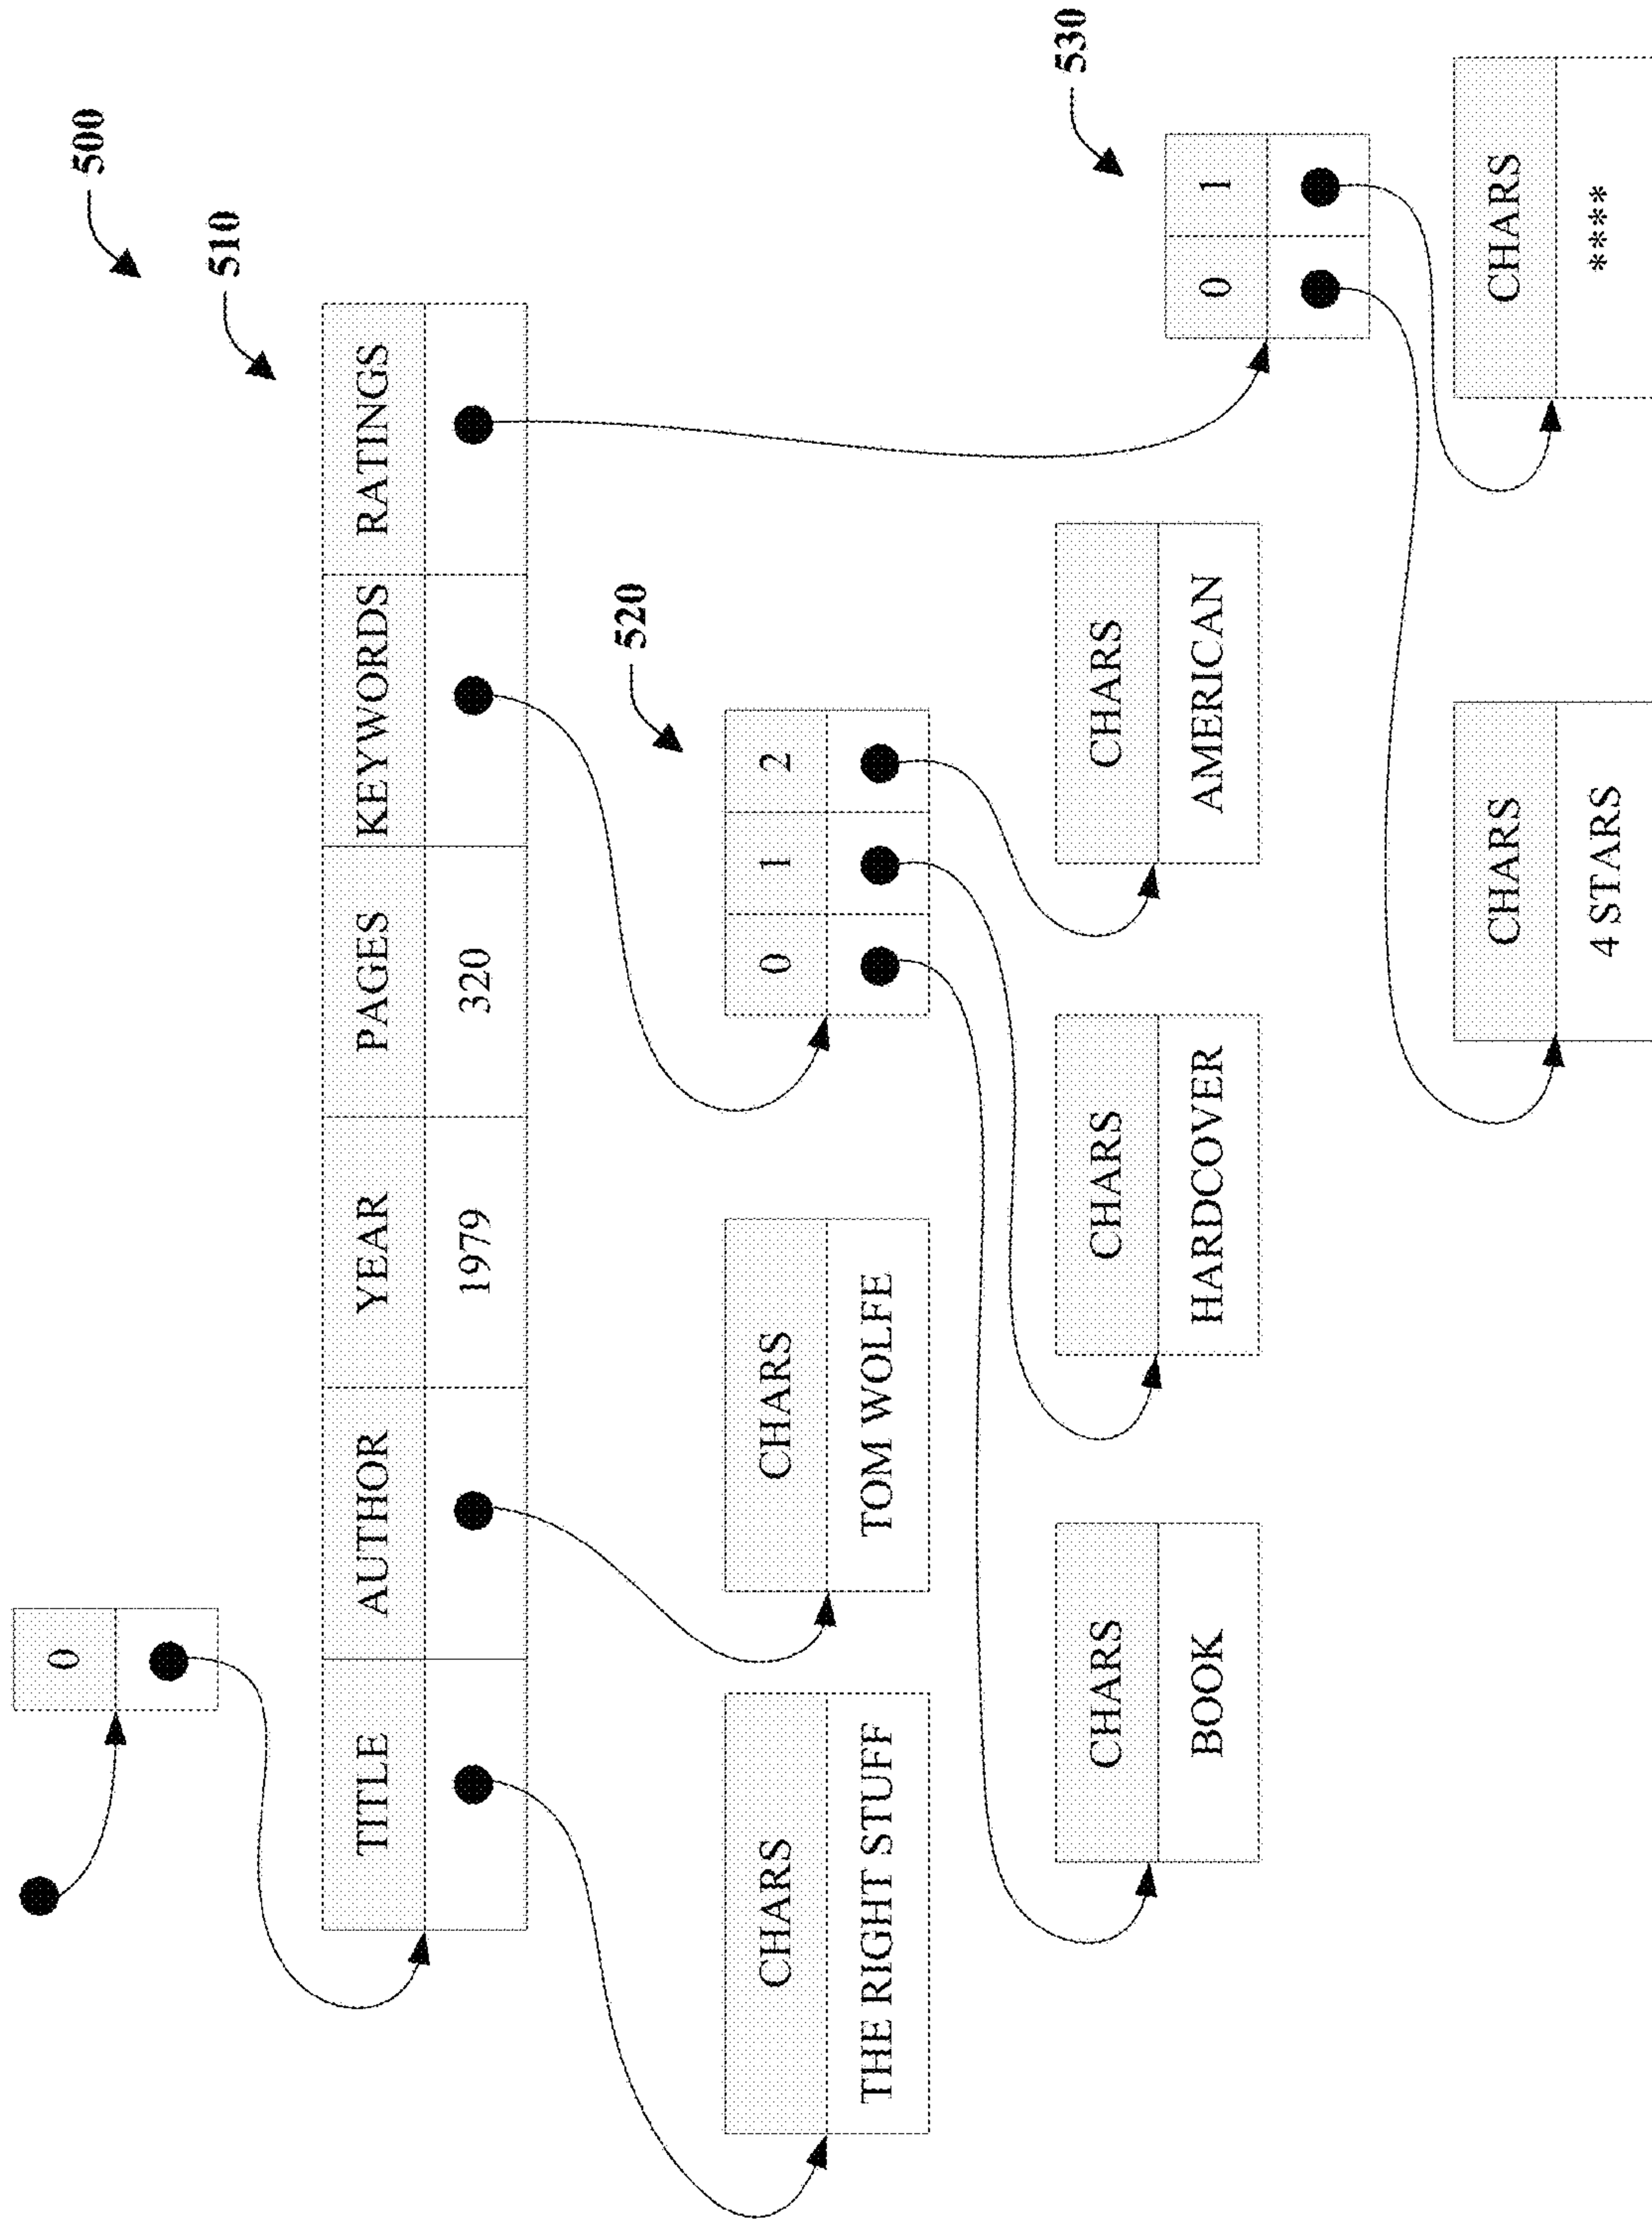 500
510
0
TITLE AUTHOR YEAR PAGES KEYWORDS RATINGS
1979 320
520
CHARS CHARS 0 1 2
THE RIGHT STUFF TOM WOLFE
530
CHARS CHARS CHARS 0 1
BOOK HARDCOVER AMERICAN
CHARS CHARS
4 STARS ****